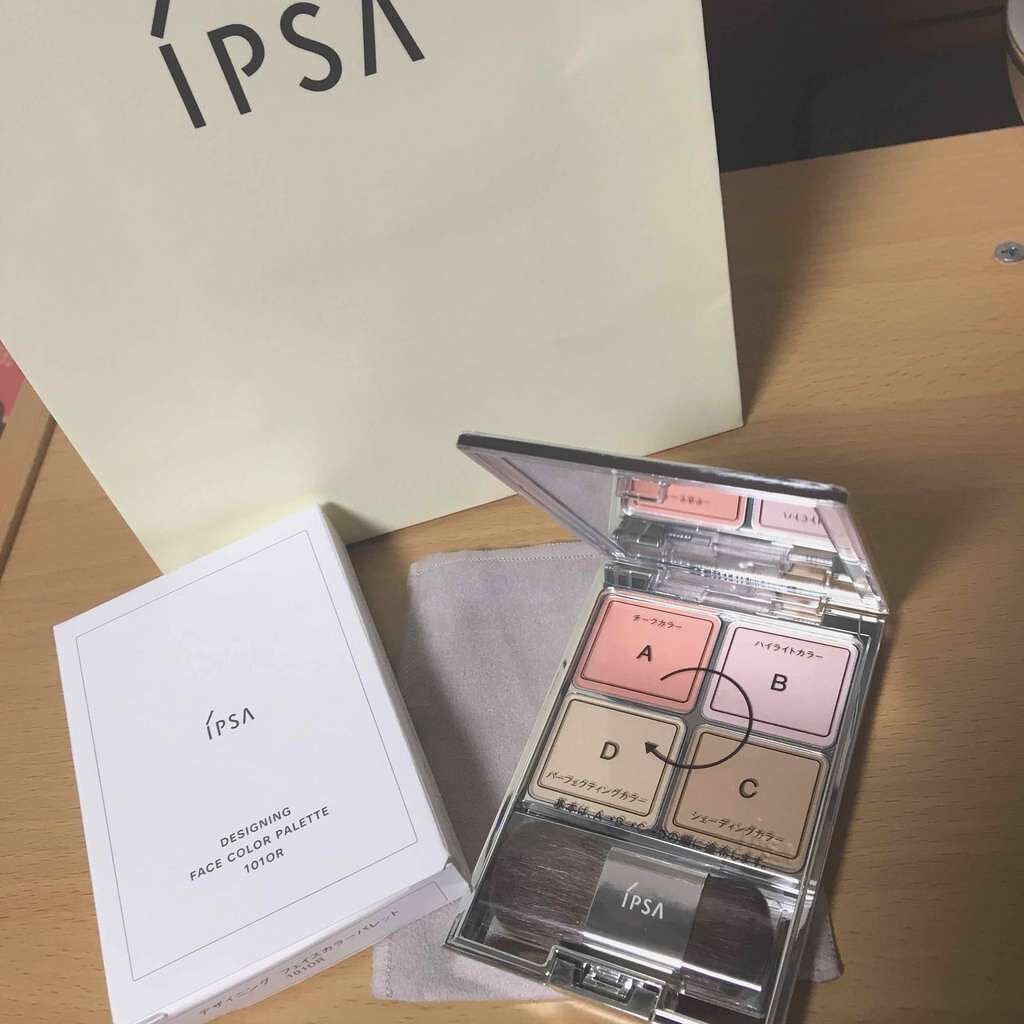 IPSA
チークカラー
A
ハイライトカラー
B
D
パーフェクティングカラー
C
シェーディングカラー
IPSA
DESIGNING
FACE COLOR PALETTE
101OR
デザイニング フェイスカラーパレット
101OR
IPSA